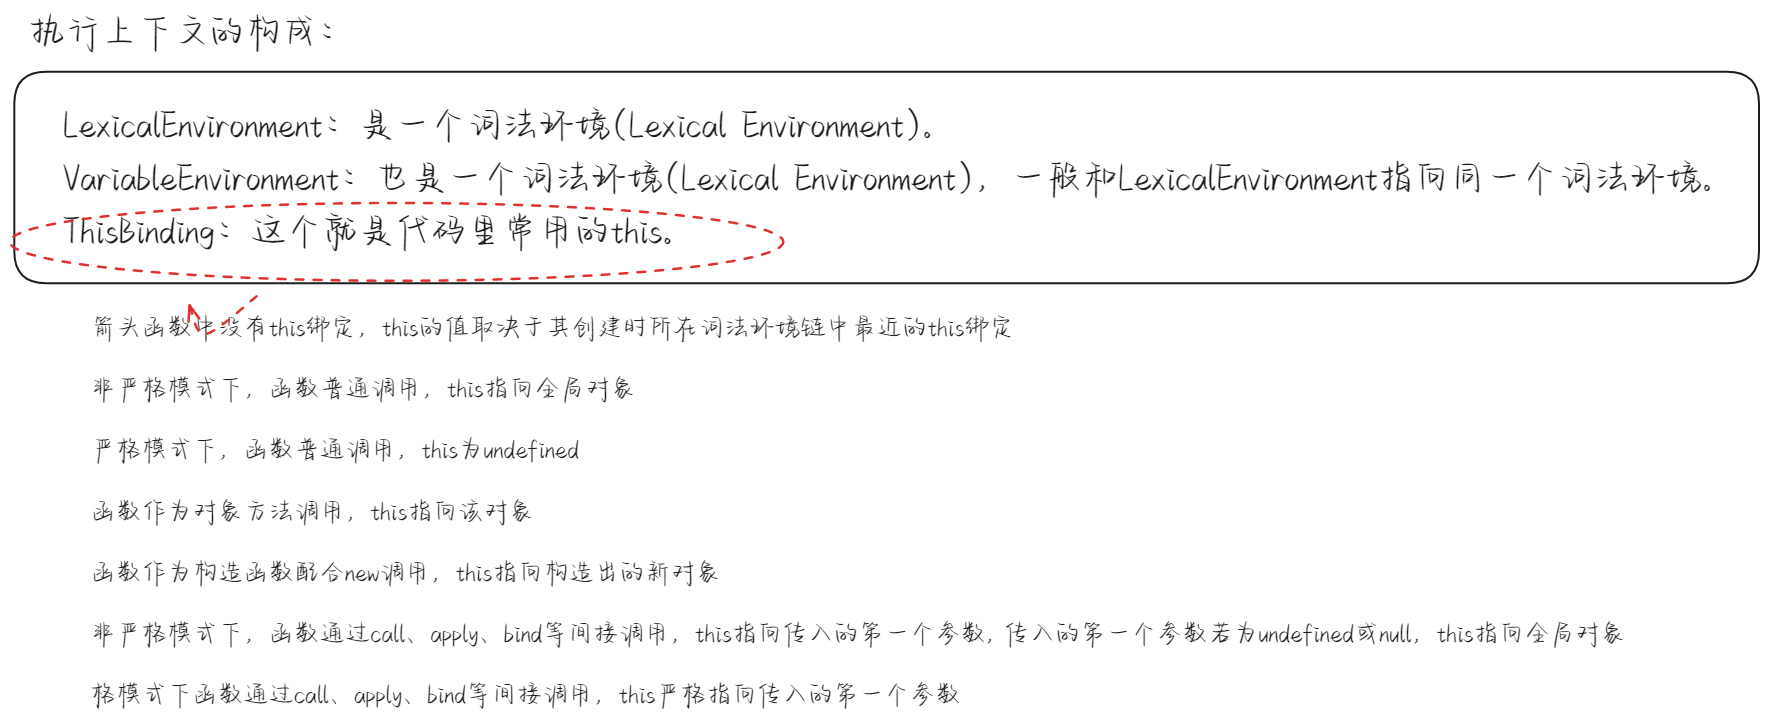 执行上下文的构成：
LexicalEnvironment：是一个词法环境(Lexical Environment)。
VariableEnvironment：也是一个词法环境(Lexical Environment)，一般和LexicalEnvironment指向同一个词法环境。
ThisBinding：这个就是代码里常用的this。
箭头函数中没有this绑定，this的值取决于其创建时所在词法环境链中最近的this绑定
非严格模式下，函数普通调用，this指向全局对象
严格模式下，函数普通调用，this为undefined
函数作为对象方法调用，this指向该对象
函数作为构造函数配合new调用，this指向构造出的新对象
非严格模式下，函数通过call、apply、bind等间接调用，this指向传入的第一个参数，传入的第一个参数若为undefined或null，this指向全局对象
格模式下函数通过call、apply、bind等间接调用，this严格指向传入的第一个参数